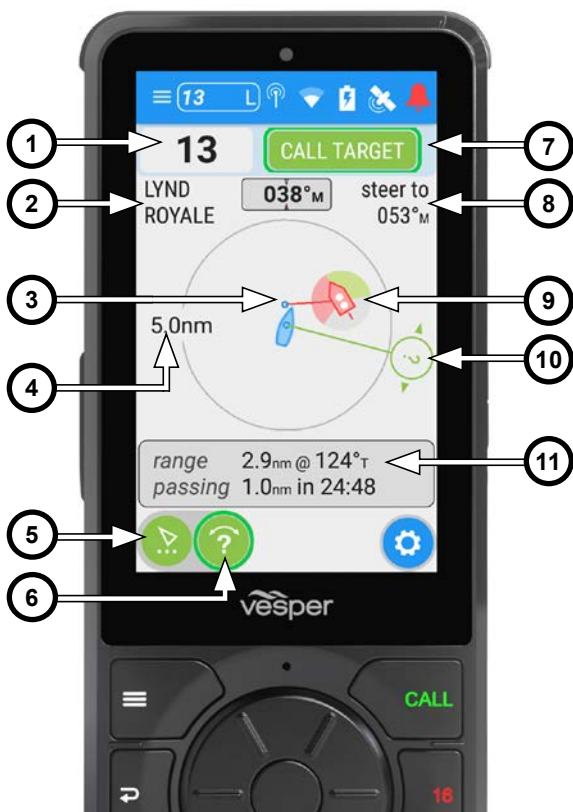 13 L
1
13
CALL TARGET
7
2
LYND
ROYALE
038°M
steer to
053°M
8
3
9
5.0nm
?
10
4
range 2.9nm @ 124°T
passing 1.0nm in 24:48
11
5
?
6
vesper
CALL
16